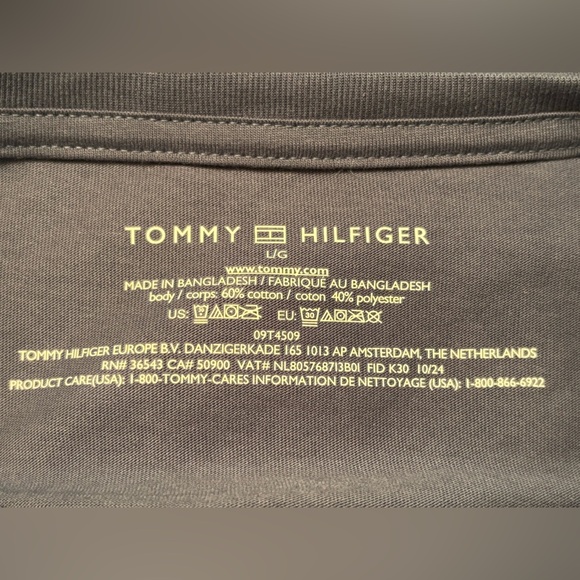 TOMMY HILFIGER
L/G
www.tommy.com
MADE IN BANGLADESH / FABRIQUE AU BANGLADESH
body / corps: 60% cotton / coton 40% polyester
US: EU: 30
09T4509
TOMMY HILFIGER EUROPE B.V. DANZIGERKADE 165 1013 AP AMSTERDAM, THE NETHERLANDS
RN# 36543 CA# 50900 VAT# NL805768713B01 FID K30 10/24
PRODUCT CARE(USA): 1-800-TOMMY-CARES INFORMATION DE NETTOYAGE (USA): 1-800-866-6922